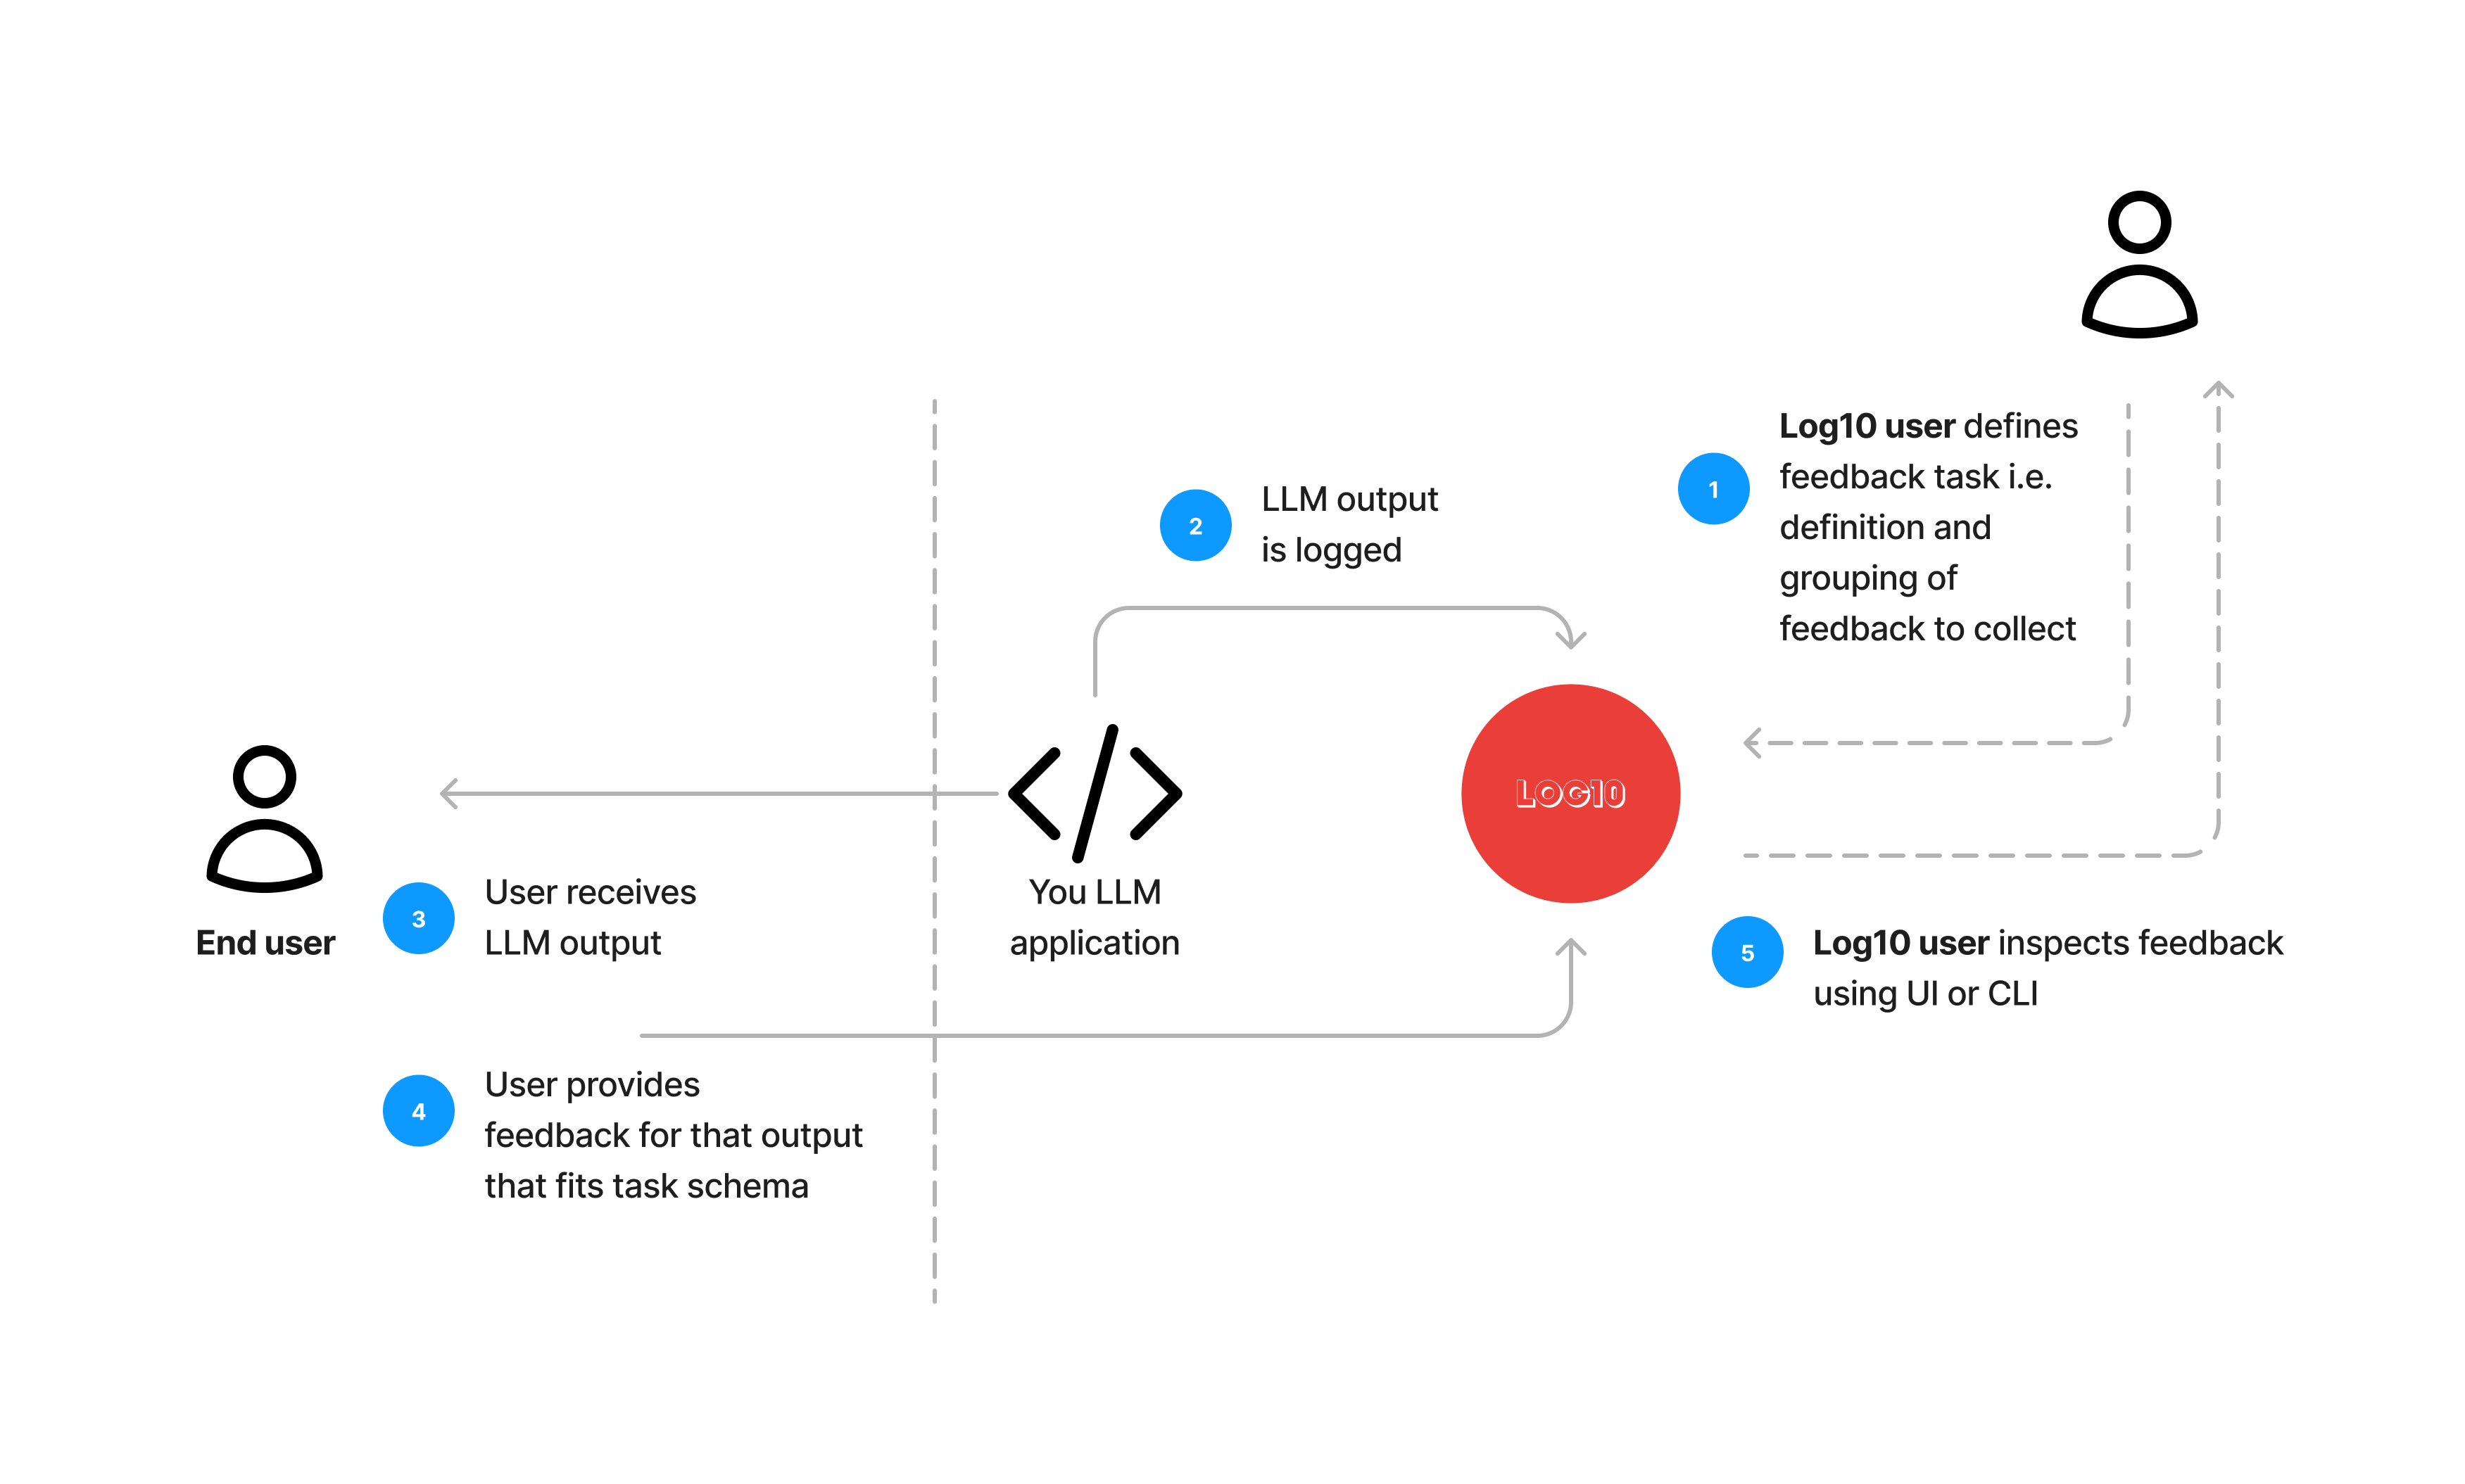 1
Log10 user defines
feedback task i.e.
definition and
grouping of
feedback to collect
2
LLM output
is logged
LOG10
You LLM
application
End user
3
User receives
LLM output
4
User provides
feedback for that output
that fits task schema
5
Log10 user inspects feedback
using UI or CLI